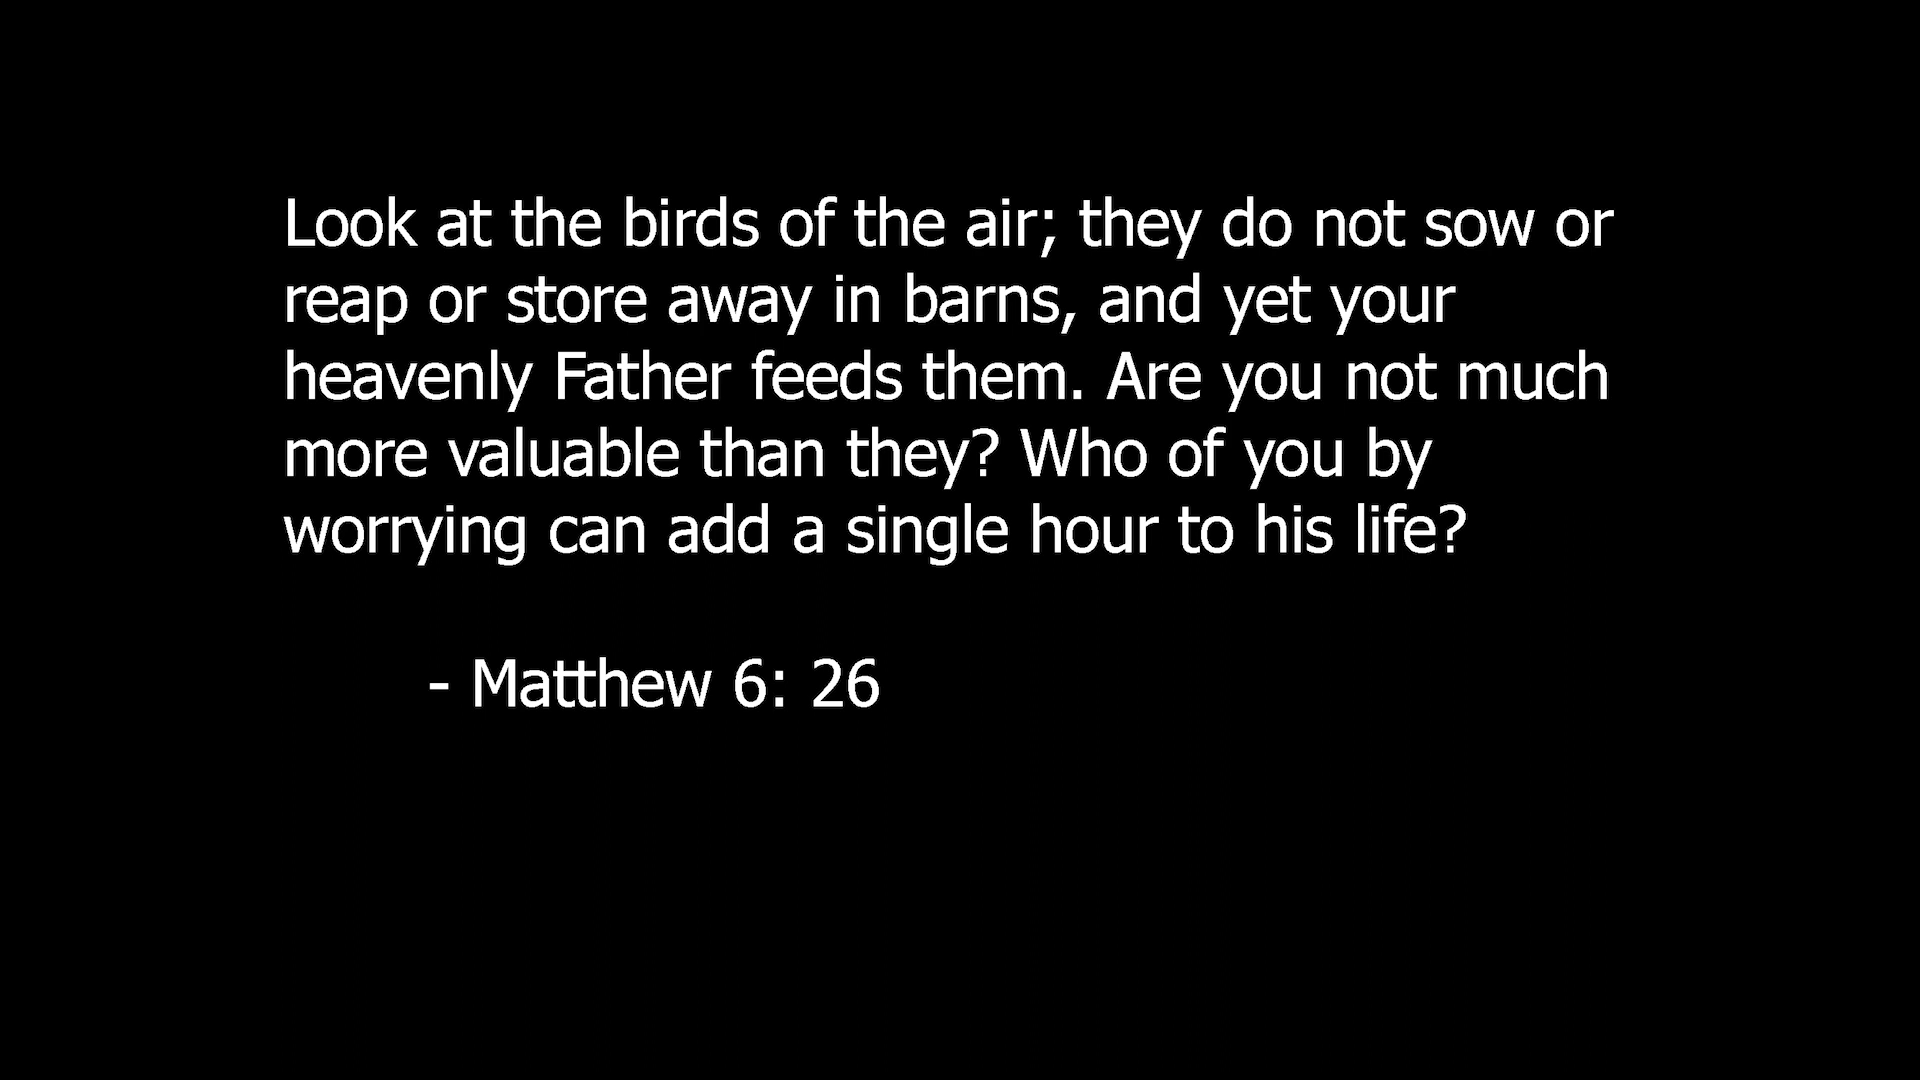 Look at the birds of the air; they do not sow or
reap or store away in barns, and yet your
heavenly Father feeds them. Are you not much
more valuable than they? Who of you by
worrying can add a single hour to his life?
- Matthew 6: 26